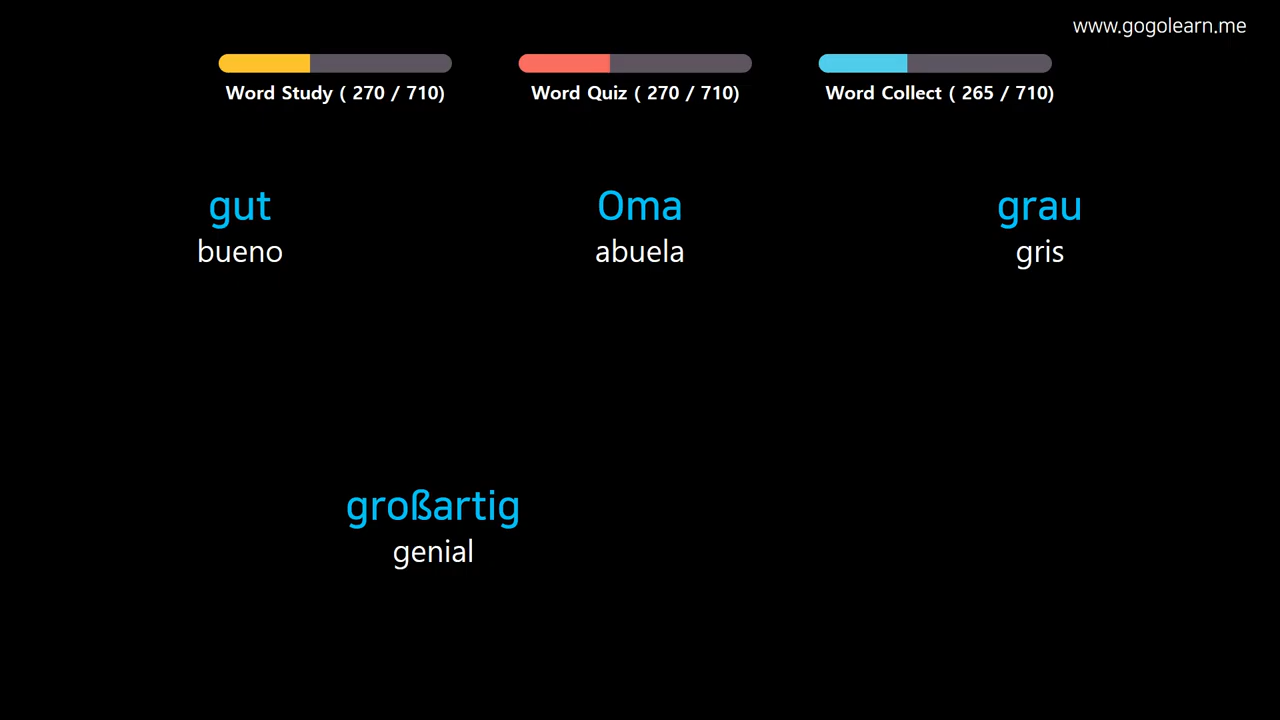 www.gogolearn.me
Word Study ( 270 / 710)
Word Quiz ( 270 / 710)
Word Collect ( 265 / 710)
gut
bueno
Oma
abuela
grau
gris
großartig
genial